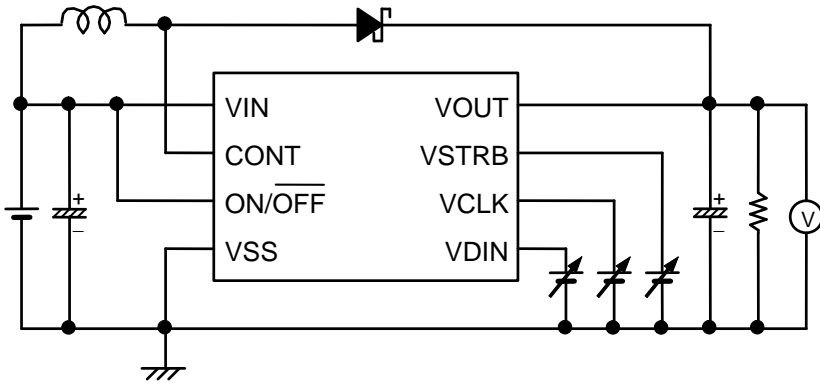 VIN VOUT
CONT VSTRB
ON/OFF VCLK
VSS VDIN
+ +
− −
V